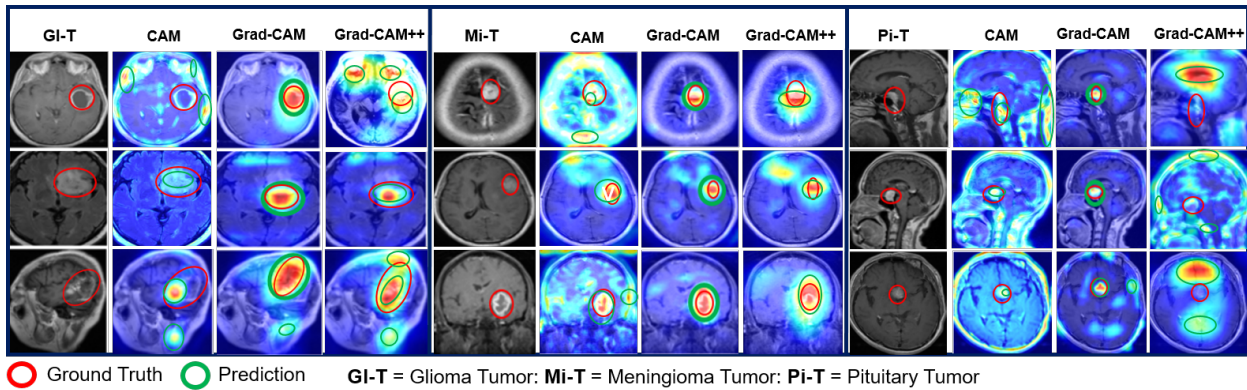 Gl-T CAM Grad-CAM Grad-CAM++ Mi-T CAM Grad-CAM Grad-CAM++ Pi-T CAM Grad-CAM Grad-CAM++
Ground Truth Prediction Gl-T = Glioma Tumor: Mi-T = Meningioma Tumor: Pi-T = Pituitary Tumor